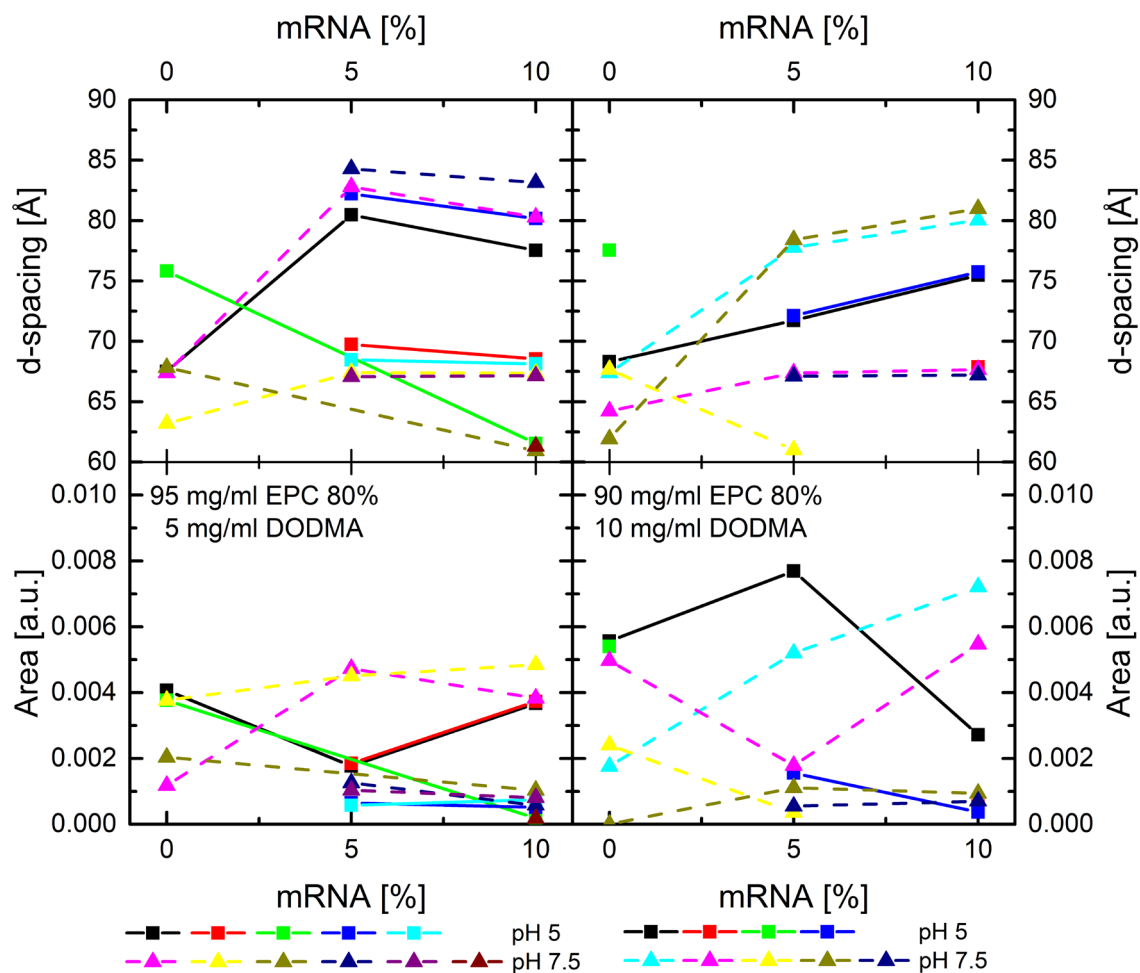 mRNA [%] mRNA [%]
0 5 10 0 5 10
90 90
85 85
80 80
75 75
70 70
65 65
60 60
d-spacing [Å] d-spacing [Å]
0.010 0.010
0.008 0.008
0.006 0.006
0.004 0.004
0.002 0.002
0.000 0.000
Area [a.u.] Area [a.u.]
95 mg/ml EPC 80%
5 mg/ml DODMA
90 mg/ml EPC 80%
10 mg/ml DODMA
0 5 10 0 5 10
mRNA [%] mRNA [%]
pH 5 pH 5
pH 7.5 pH 7.5